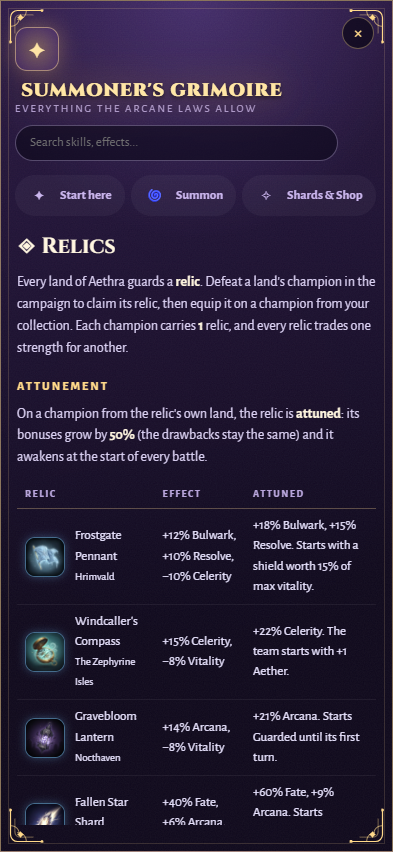 ×
SUMMONER'S GRIMOIRE
EVERYTHING THE ARCANE LAWS ALLOW
Search skills, effects...
Start here
Summon
Shards & Shop
RELICS
Every land of Aethra guards a relic. Defeat a land's champion in the
campaign to claim its relic, then equip it on a champion from your
collection. Each champion carries 1 relic, and every relic trades one
strength for another.
ATTUNEMENT
On a champion from the relic's own land, the relic is attuned: its
bonuses grow by 50% (the drawbacks stay the same) and it
awakens at the start of every battle.
RELIC EFFECT ATTUNED
Frostgate
Pennant
Hrimvald
+12% Bulwark,
+10% Resolve,
−10% Celerity
+18% Bulwark, +15%
Resolve. Starts with a
shield worth 15% of
max vitality.
Windcaller's
Compass
The Zephyrine
Isles
+15% Celerity,
−8% Vitality
+22% Celerity. The
team starts with +1
Aether.
Gravebloom
Lantern
Nocthaven
+14% Arcana,
−8% Vitality
+21% Arcana. Starts
Guarded until its first
turn.
Fallen Star
Shard
+40% Fate,
+6% Arcana,
+60% Fate, +9%
Arcana. Starts